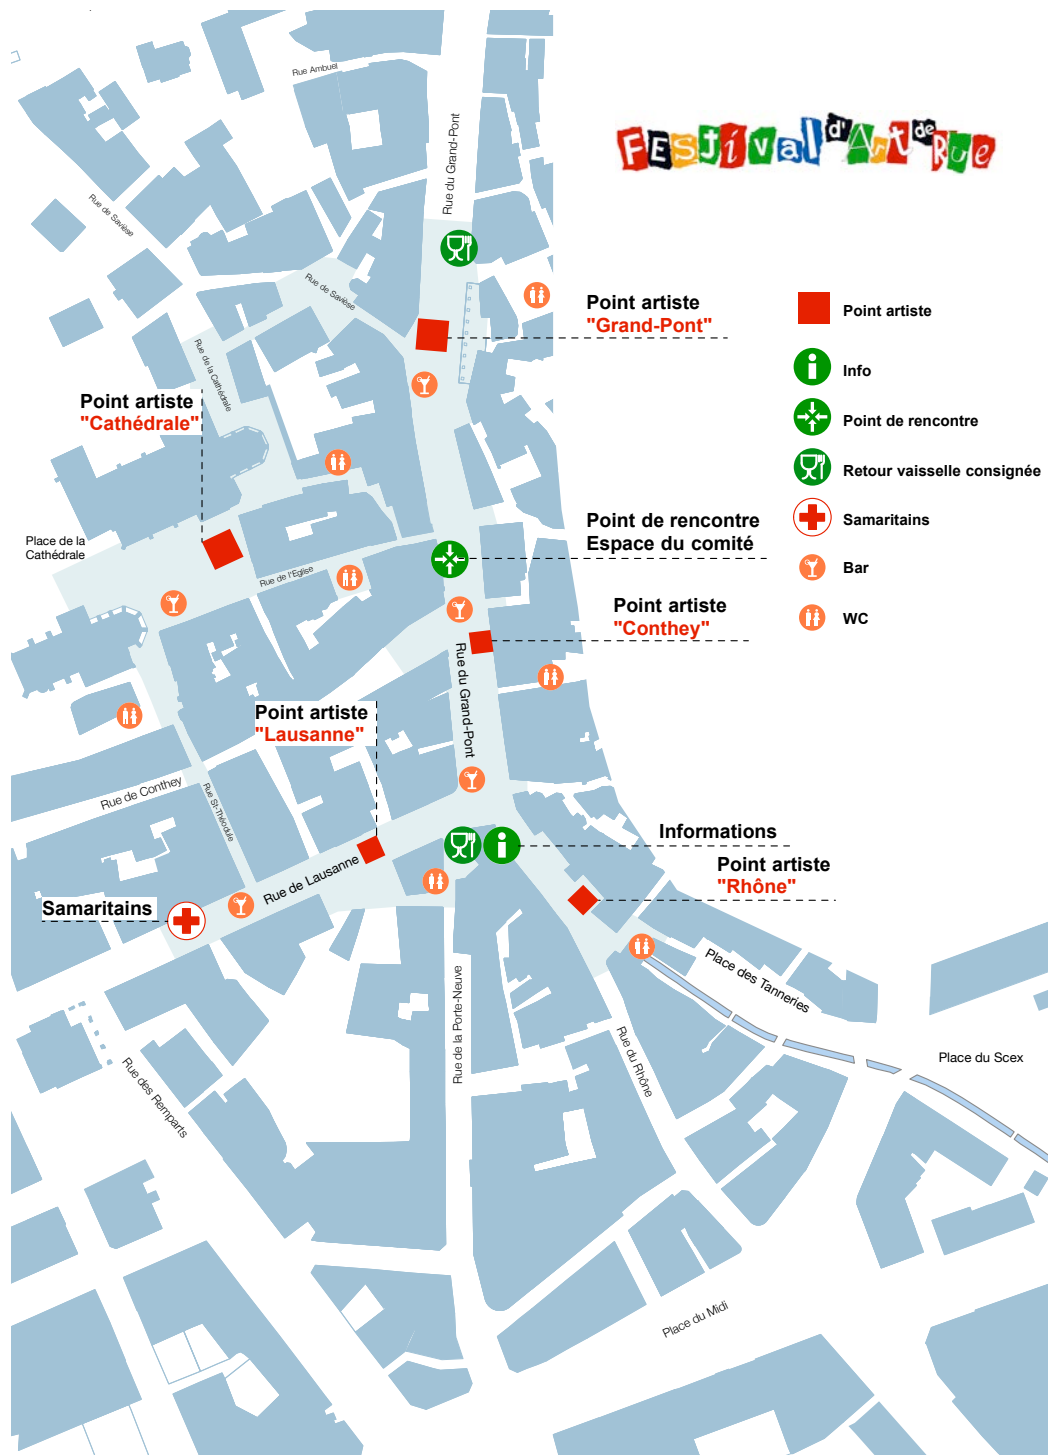 Rue Ambuel
Rue du Grand-Pont
Festival d'Art de Rue
Rue de Savièse
Rue de Savièse
Point artiste
"Grand-Pont"
Point artiste
Info
Point de rencontre
Retour vaisselle consignée
Samaritains
Bar
WC
Rue de la Cathédrale
Point artiste
"Cathédrale"
Place de la
Cathédrale
Point de rencontre
Espace du comité
Rue de l'Eglise
Point artiste
"Conthey"
Rue du Grand-Pont
Point artiste
"Lausanne"
Rue de Conthey
Rue St-Théodule
Informations
Point artiste
"Rhône"
Rue de Lausanne
Samaritains
Place des Tanneries
Rue de la Porte-Neuve
Rue du Rhône
Place du Scex
Rue des Remparts
Place du Midi